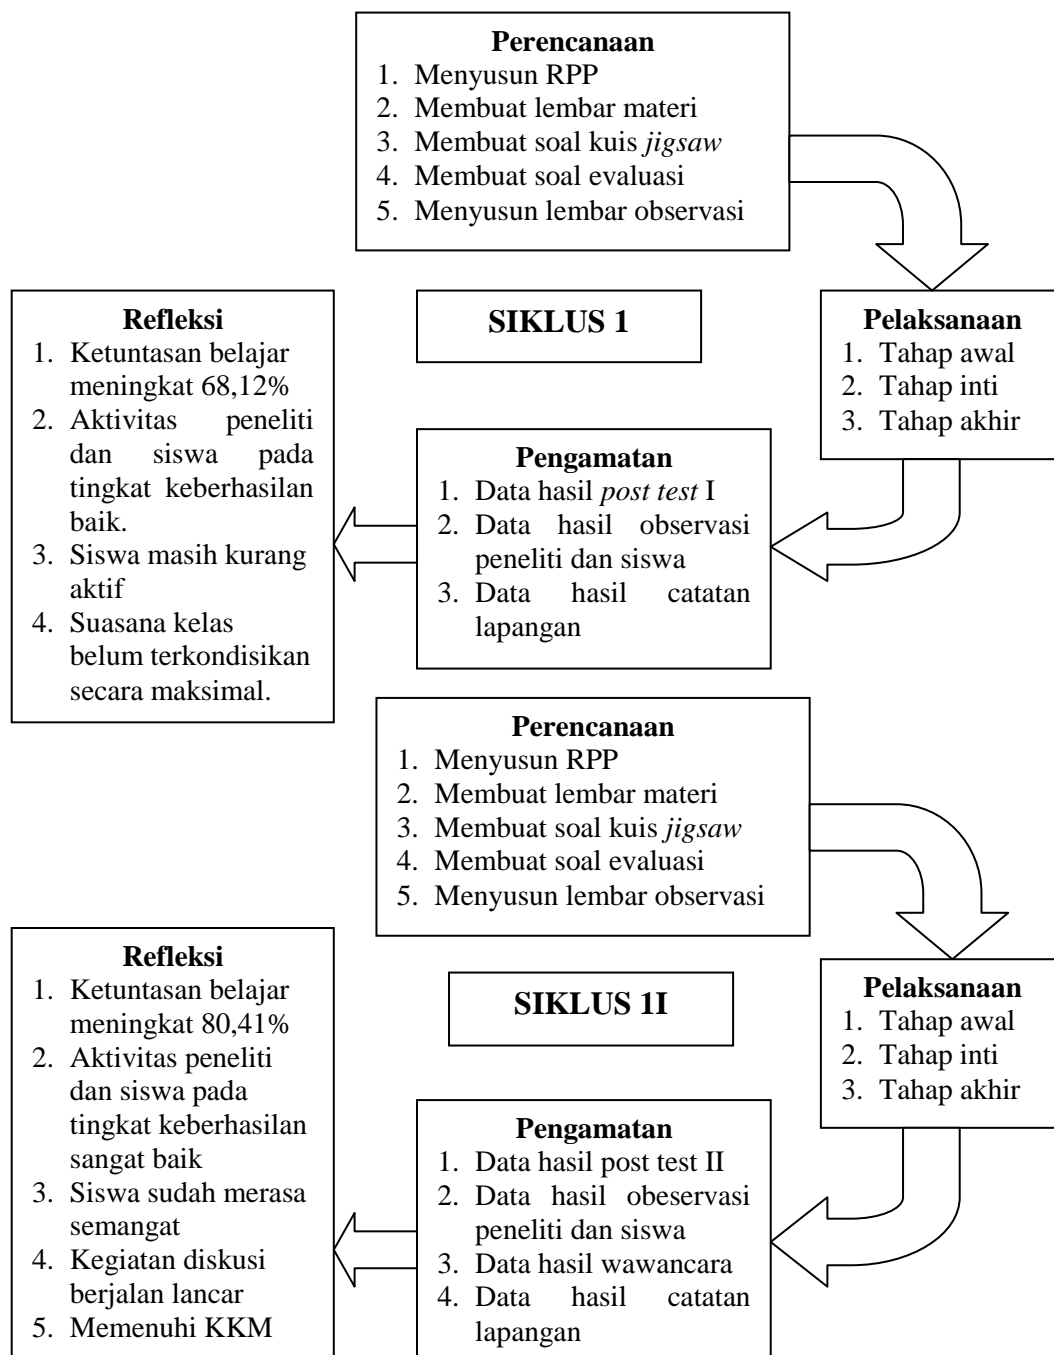 Perencanaan
1. Menyusun RPP
2. Membuat lembar materi
3. Membuat soal kuis jigsaw
4. Membuat soal evaluasi
5. Menyusun lembar observasi
SIKLUS 1
Pelaksanaan
1. Tahap awal
2. Tahap inti
3. Tahap akhir
Pengamatan
1. Data hasil post test I
2. Data hasil observasi
peneliti dan siswa
3. Data hasil catatan
lapangan
Refleksi
1. Ketuntasan belajar
meningkat 68,12%
2. Aktivitas peneliti
dan siswa pada
tingkat keberhasilan
baik.
3. Siswa masih kurang
aktif
4. Suasana kelas
belum terkondisikan
secara maksimal.
Perencanaan
1. Menyusun RPP
2. Membuat lembar materi
3. Membuat soal kuis jigsaw
4. Membuat soal evaluasi
5. Menyusun lembar observasi
SIKLUS 1I
Pelaksanaan
1. Tahap awal
2. Tahap inti
3. Tahap akhir
Pengamatan
1. Data hasil post test II
2. Data hasil obeservasi
peneliti dan siswa
3. Data hasil wawancara
4. Data hasil catatan
lapangan
Refleksi
1. Ketuntasan belajar
meningkat 80,41%
2. Aktivitas peneliti
dan siswa pada
tingkat keberhasilan
sangat baik
3. Siswa sudah merasa
semangat
4. Kegiatan diskusi
berjalan lancar
5. Memenuhi KKM